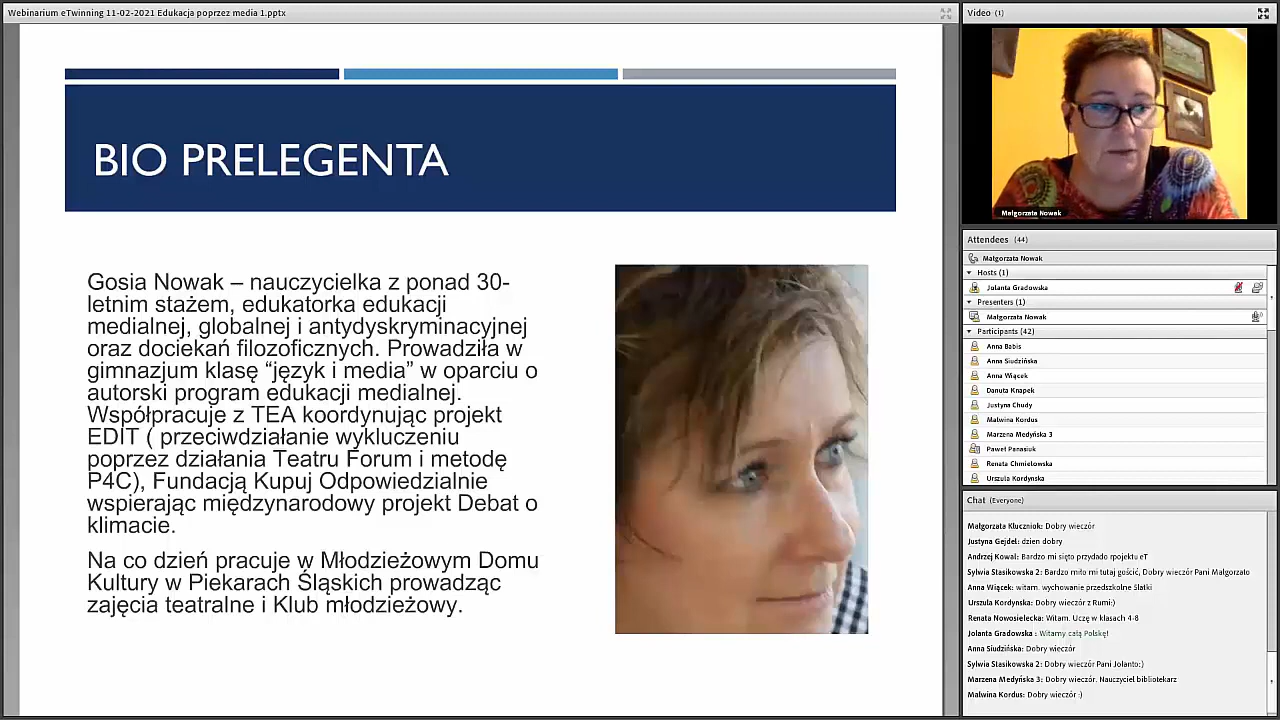 Webinarium eTwinning 11-02-2021 Edukacja poprzez media 1.pptx
BIO PRELEGENTA
Gosia Nowak – nauczycielka z ponad 30-
letnim stażem, edukatorka edukacji
medialnej, globalnej i antydyskryminacyjnej
oraz dociekań filozoficznych. Prowadziła w
gimnazjum klasę “język i media” w oparciu o
autorski program edukacji medialnej.
Współpracuje z TEA koordynując projekt
EDIT ( przeciwdziałanie wykluczeniu
poprzez działania Teatru Forum i metodę
P4C), Fundacją Kupuj Odpowiedzialnie
wspierając międzynarodowy projekt Debat o
klimacie.
Na co dzień pracuje w Młodzieżowym Domu
Kultury w Piekarach Śląskich prowadząc
zajęcia teatralne i Klub młodzieżowy.
Video (1)
Małgorzata Nowak
Attendees (44)
Małgorzata Nowak
Hosts (1)
Jolanta Gradowska
Presenters (1)
Małgorzata Nowak
Participants (42)
Anna Babis
Anna Siudzińska
Anna Wiącek
Danuta Knapek
Justyna Chudy
Malwina Kordus
Marzena Medyńska 3
Paweł Panasiuk
Renata Chmielowska
Urszula Kordynska
Chat (Everyone)
Małgorzata Kluczniok: Dobry wieczór
Justyna Gejdel: dzien dobry
Andrzej Kowal: Bardzo mi sięto przydado rpojektu eT
Sylwia Stasikowska 2: Bardzo miło mi tutaj gościć, Dobry wieczór Pani Małgorzato
Anna Wiącek: witam. wychowanie przedszkolne ślatki
Urszula Kordynska: Dobry wieczór z Rumi:)
Renata Nowosielecka: Witam. Uczę w klasach 4-8
Jolanta Gradowska : Witamy całą Polskę!
Anna Siudzińska: Dobry wieczór
Sylwia Stasikowska 2: Dobry wieczór Pani Jolanto:)
Marzena Medyńska 3: Dobry wieczór. Nauczyciel bibliotekarz
Malwina Kordus: Dobry wieczór :)